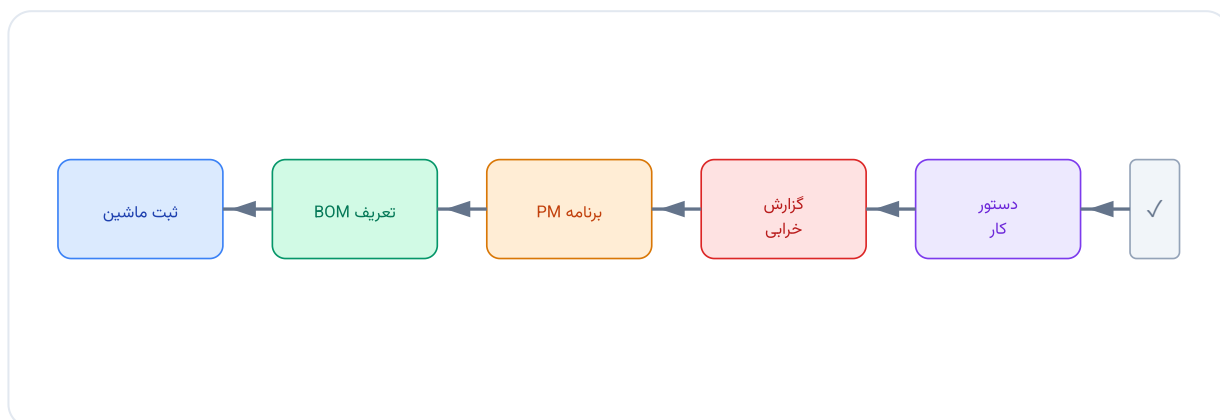 ✓
دستور
کار
گزارش
خرابی
برنامه PM
تعریف BOM
ثبت ماشین